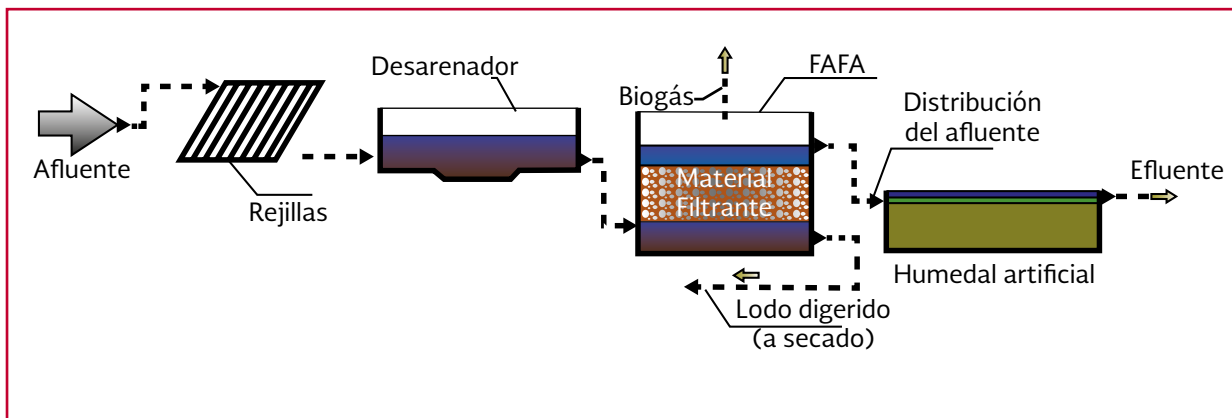 Afluente
Rejillas
Desarenador
Biogás
FAFA
Material
Filtrante
Lodo digerido
(a secado)
Distribución
del afluente
Humedal artificial
Efluente